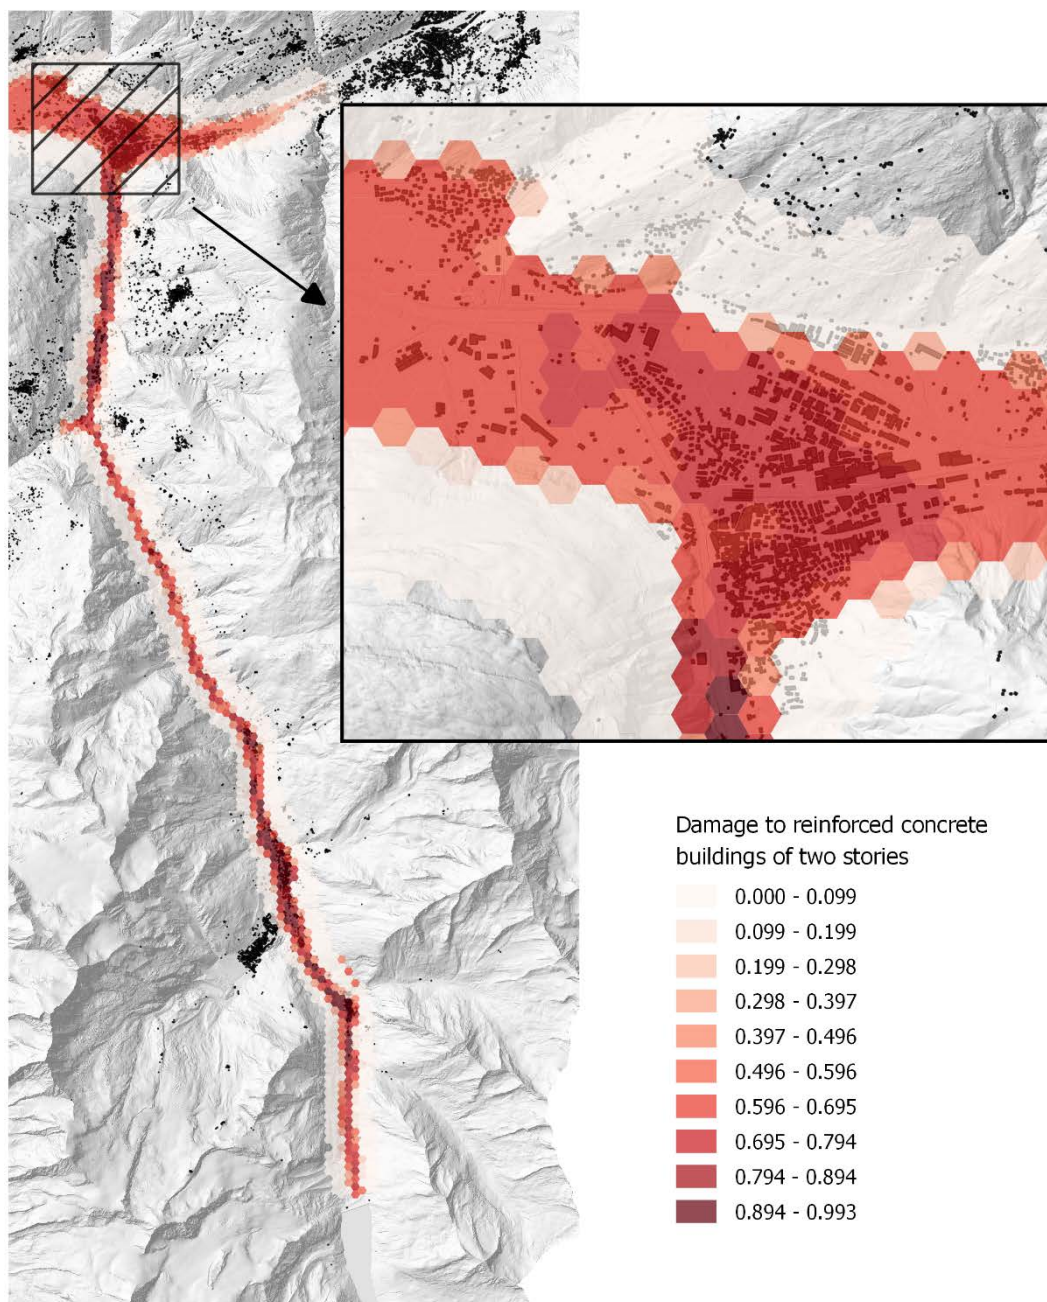 Damage to reinforced concrete
buildings of two stories
0.000 - 0.099
0.099 - 0.199
0.199 - 0.298
0.298 - 0.397
0.397 - 0.496
0.496 - 0.596
0.596 - 0.695
0.695 - 0.794
0.794 - 0.894
0.894 - 0.993